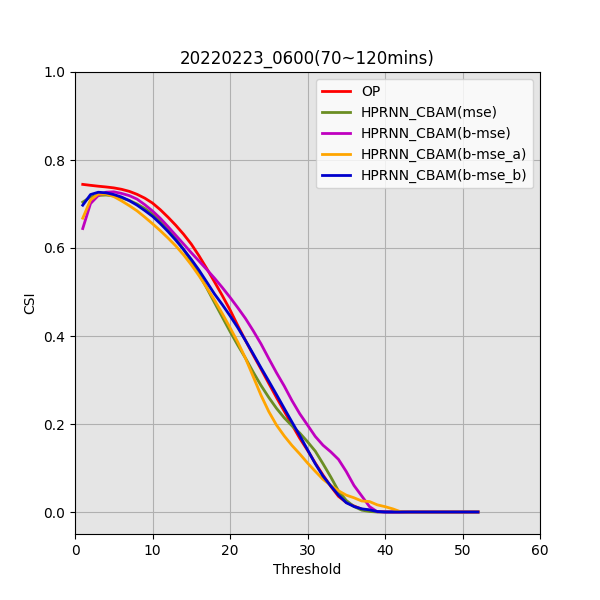 20220223_0600(70~120mins)
1.0
0.8
0.6
0.4
0.2
0.0
CSI
OP
HPRNN_CBAM(mse)
HPRNN_CBAM(b-mse)
HPRNN_CBAM(b-mse_a)
HPRNN_CBAM(b-mse_b)
0 10 20 30 40 50 60
Threshold